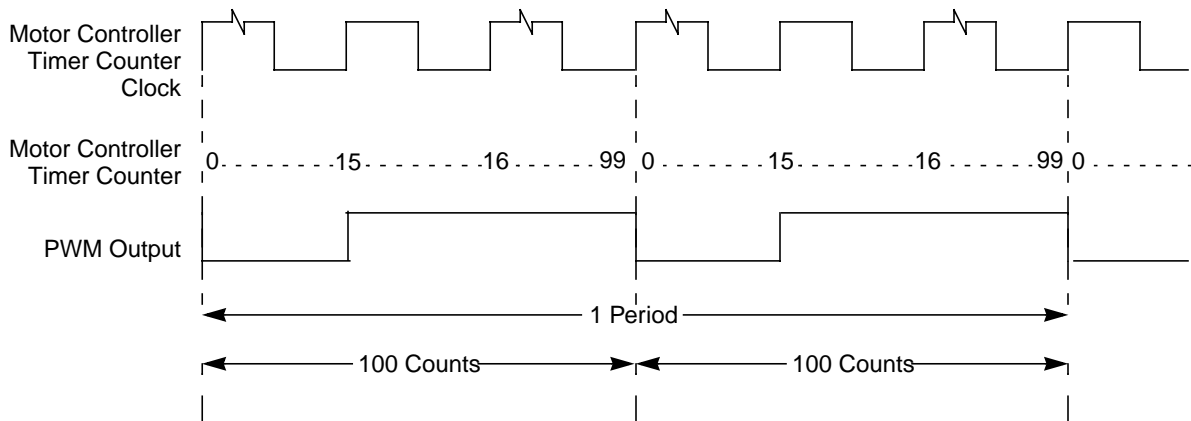 Motor Controller
Timer Counter
Clock
Motor Controller
Timer Counter
0 15 16 99 0 15 16 99 0
PWM Output
1 Period
100 Counts 100 Counts